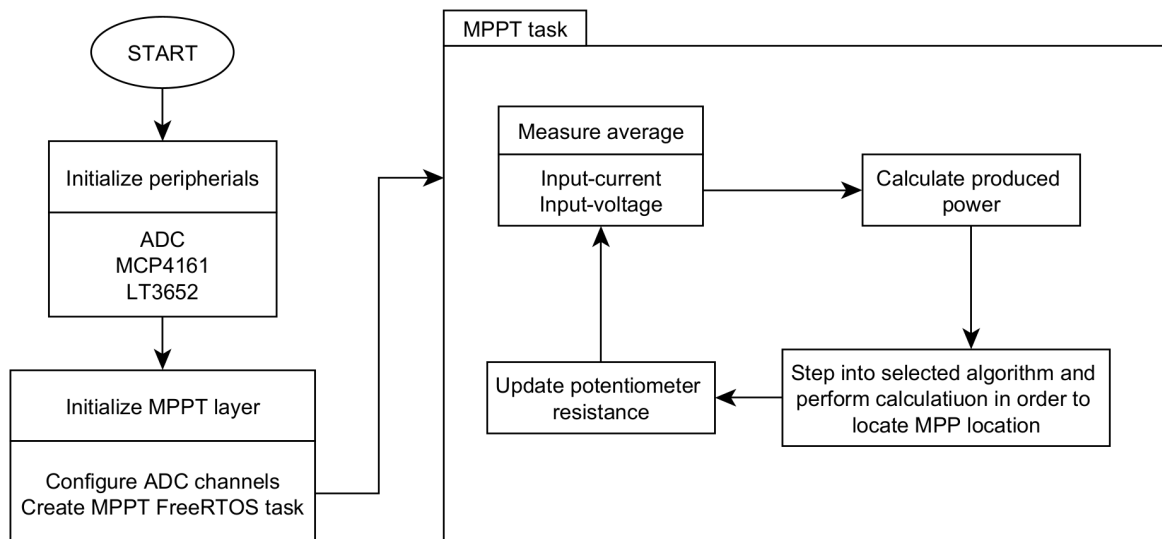 START
Initialize peripherials
ADC
MCP4161
LT3652
Initialize MPPT layer
Configure ADC channels
Create MPPT FreeRTOS task
MPPT task
Measure average
Input-current
Input-voltage
Calculate produced
power
Step into selected algorithm and
perform calculatiuon in order to
locate MPP location
Update potentiometer
resistance